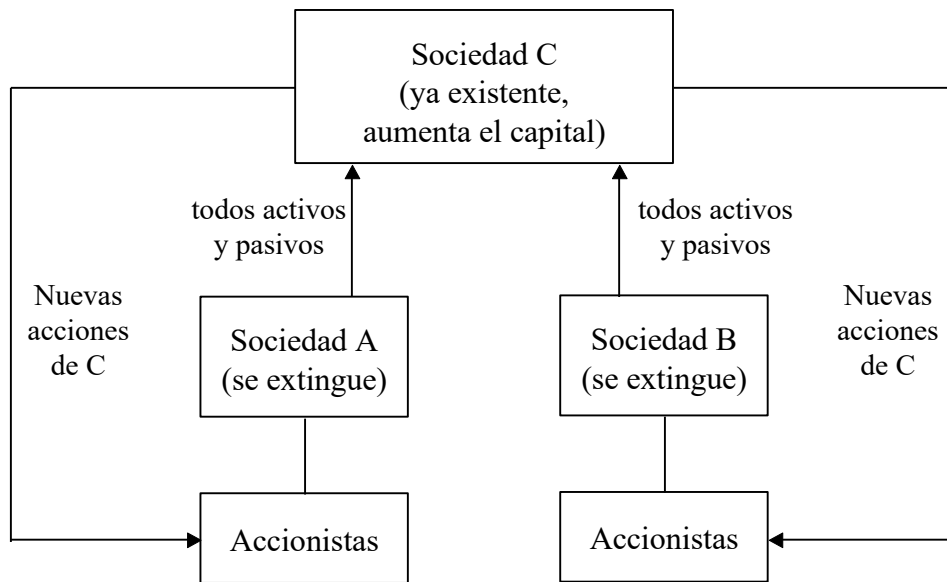 Sociedad C
(ya existente,
aumenta el capital)
todos activos
y pasivos
todos activos
y pasivos
Nuevas
acciones
de C
Sociedad A
(se extingue)
Sociedad B
(se extingue)
Nuevas
acciones
de C
Accionistas
Accionistas